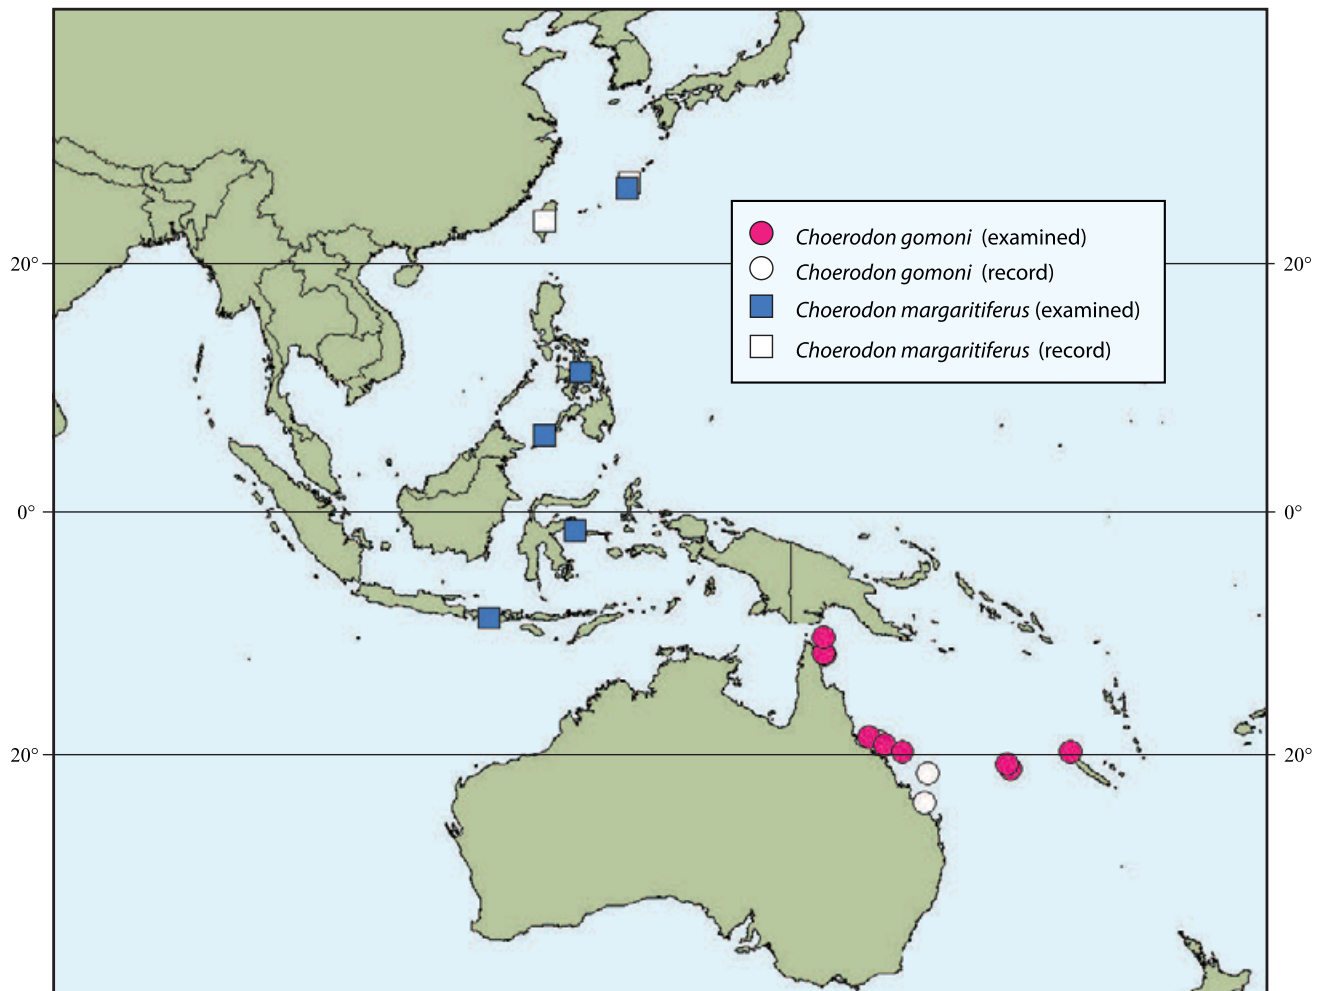 Choerodon gomoni (examined)
Choerodon gomoni (record)
Choerodon margaritiferus (examined)
Choerodon margaritiferus (record)
20° 20°
0° 0°
20° 20°